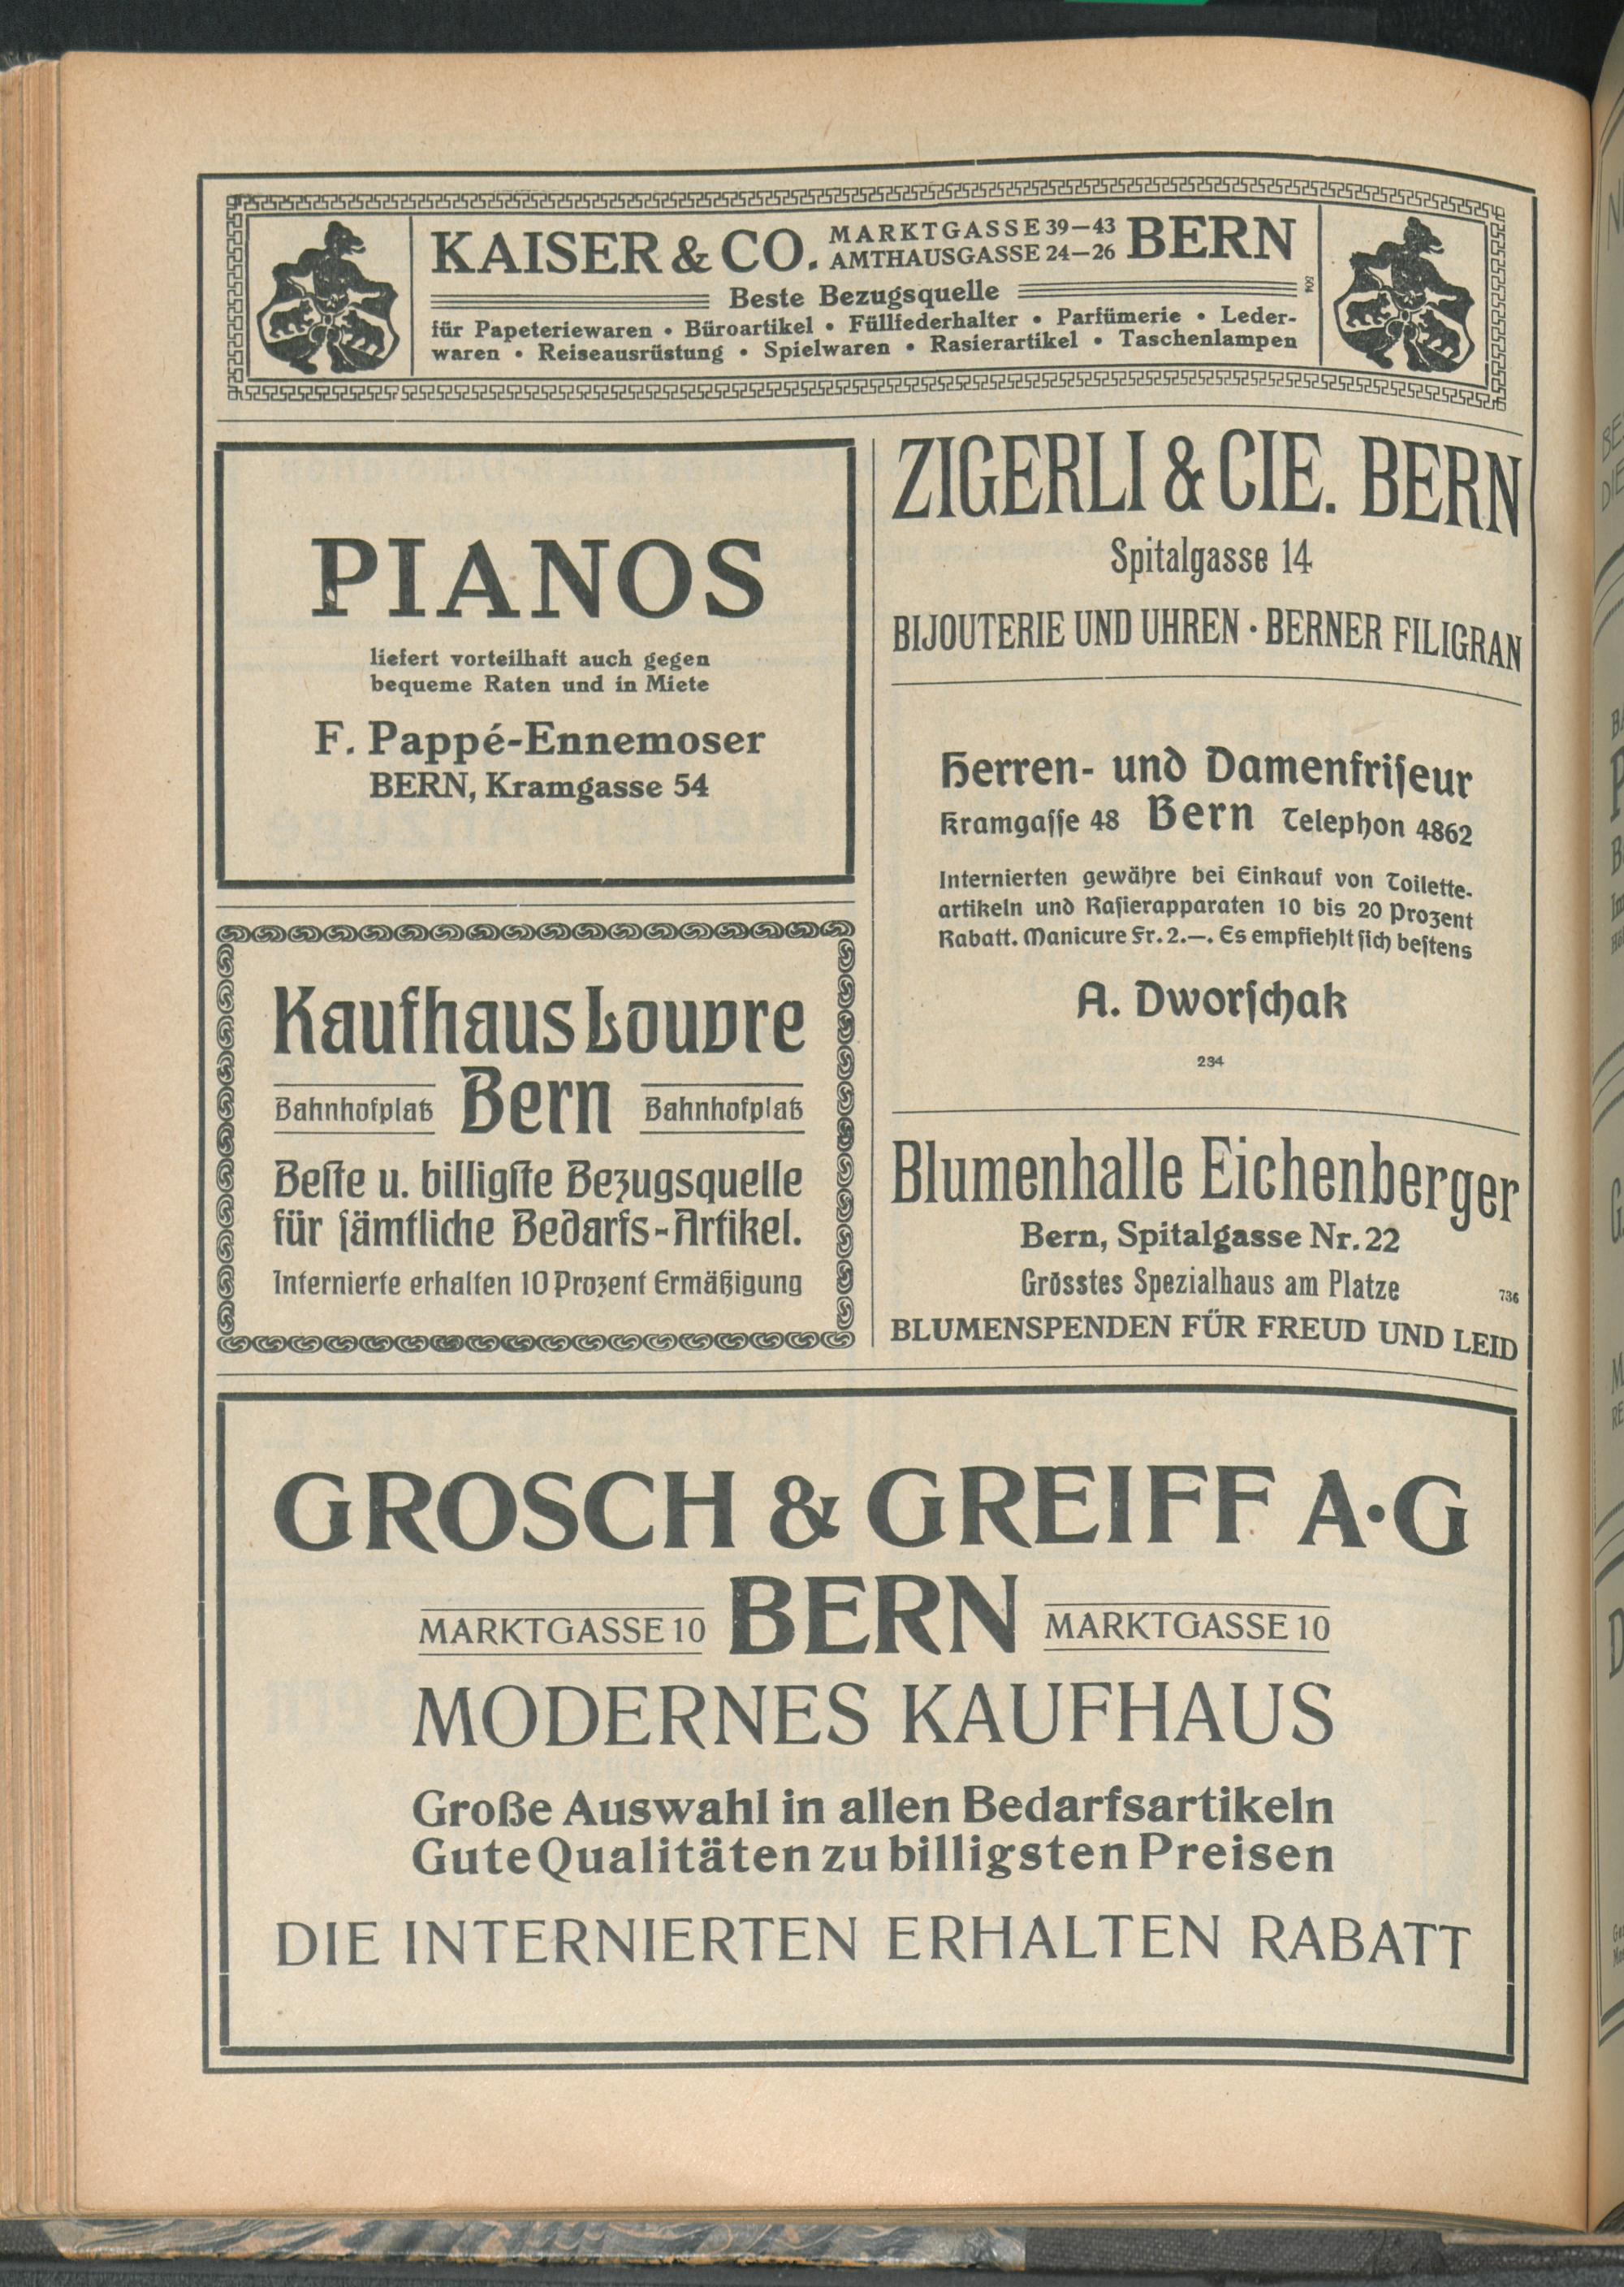 KAISER & CO. MARKTGASSE 39–43 BERN
AMTHAUSGASSE 24–26
Beste Bezugsquelle
für Papeteriewaren • Büroartikel • Füllfederhalter • Parfümerie • Leder-
waren • Reiseausrüstung • Spielwaren • Rasierartikel • Taschenlampen
PIANOS
liefert vorteilhaft auch gegen
bequeme Raten und in Miete
F. Pappé-Ennemoser
BERN, Kramgasse 54
Kaufhaus Louvre
Bahnhofplatz Bern Bahnhofplatz
Beſte u. billigſte Bezugsquelle
für ſämtliche Bedarfs-Artikel.
Internierte erhalten 10 Prozent Ermäßigung
ZIGERLI & CIE. BERN
Spitalgasse 14
BIJOUTERIE UND UHREN · BERNER FILIGRAN
Herren- und Damenfriſeur
Kramgaſſe 48 Bern Telephon 4862
Internierten gewähre bei Einkauf von Toilette-
artikeln und Raſierapparaten 10 bis 20 Prozent
Rabatt. Manicure Fr. 2.—. Es empfiehlt ſich beſtens
A. Dworſchak
234
Blumenhalle Eichenberger
Bern, Spitalgasse Nr. 22
Grösstes Spezialhaus am Platze
736
BLUMENSPENDEN FÜR FREUD UND LEID
GROSCH & GREIFF A·G
MARKTGASSE 10 BERN MARKTGASSE 10
MODERNES KAUFHAUS
Große Auswahl in allen Bedarfsartikeln
Gute Qualitäten zu billigsten Preisen
DIE INTERNIERTEN ERHALTEN RABATT